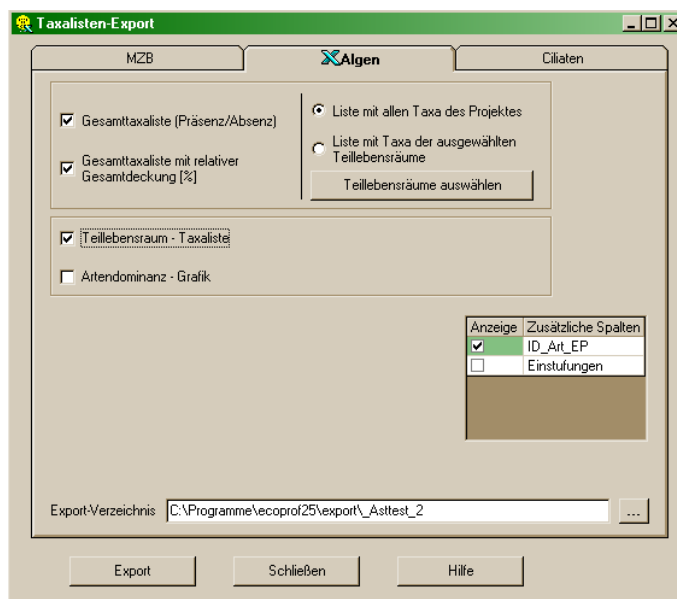 Taxalisten-Export
MZB
Algen
Ciliaten
Gesamttaxaliste (Präsenz/Absenz)
Gesamttaxaliste mit relativer
Gesamtdeckung [%]
Liste mit allen Taxa des Projektes
Liste mit Taxa der ausgewählten
Teillebensräume
Teillebensräume auswählen
Teillebensraum - Taxaliste
Artendominanz - Grafik
Anzeige Zusätzliche Spalten
ID_Art_EP
Einstufungen
Export-Verzeichnis C:\Programme\ecoprof25\export\_Asttest_2 ...
Export Schließen Hilfe